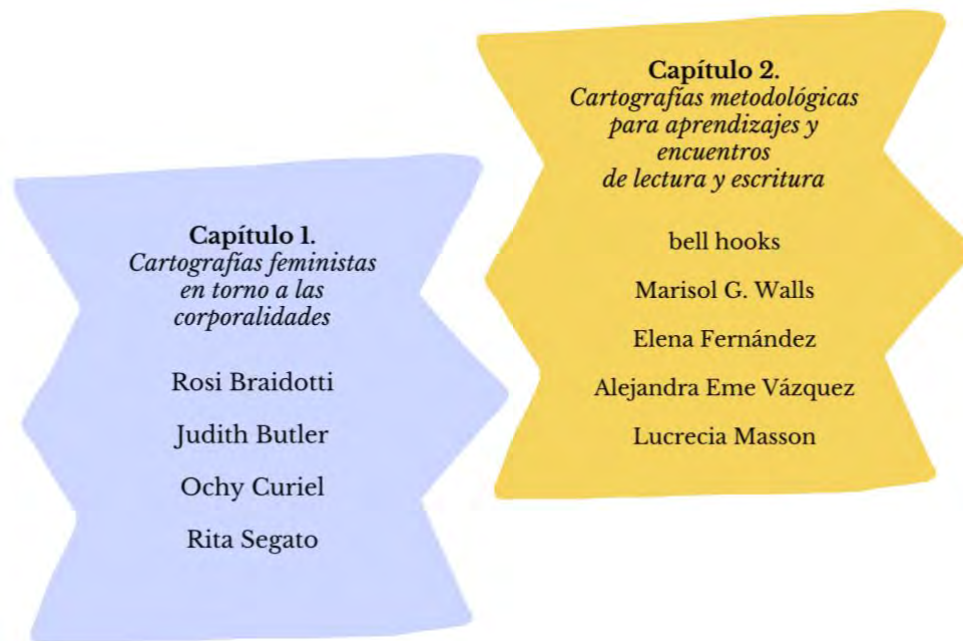 Capítulo 1.
Cartografías feministas
en torno a las
corporalidades
Rosi Braidotti
Judith Butler
Ochy Curiel
Rita Segato
Capítulo 2.
Cartografías metodológicas
para aprendizajes y
encuentros
de lectura y escritura
bell hooks
Marisol G. Walls
Elena Fernández
Alejandra Eme Vázquez
Lucrecia Masson